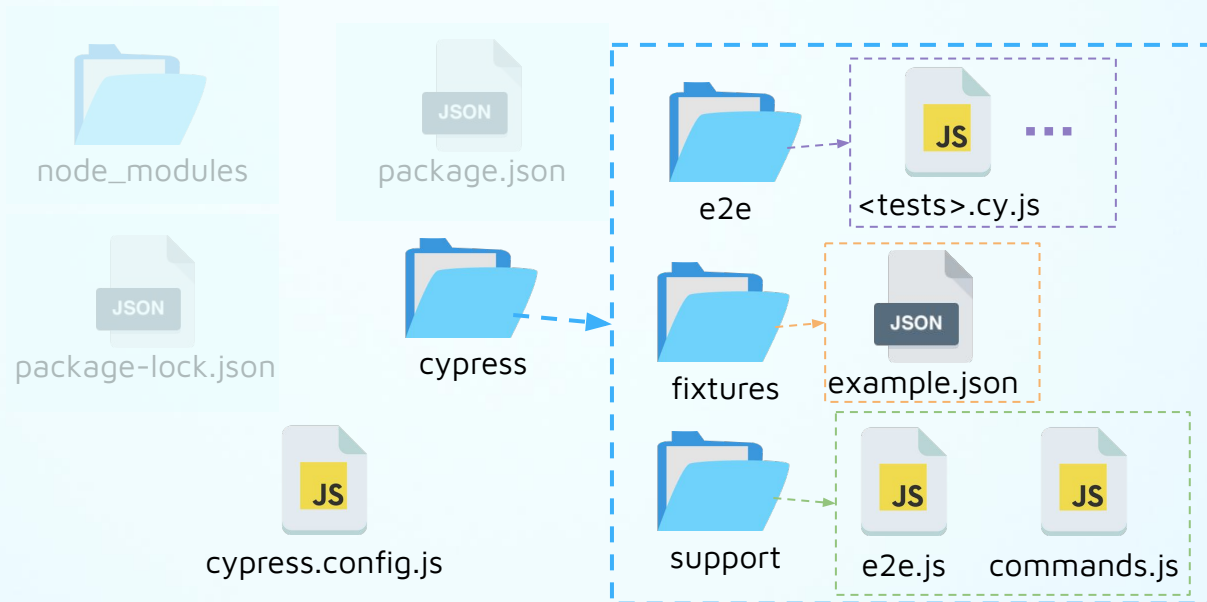 JSON
node_modules
package.json
JSON
package-lock.json
cypress
JS
cypress.config.js
e2e
JS
...
<tests>.cy.js
fixtures
JSON
example.json
support
JS
e2e.js
JS
commands.js